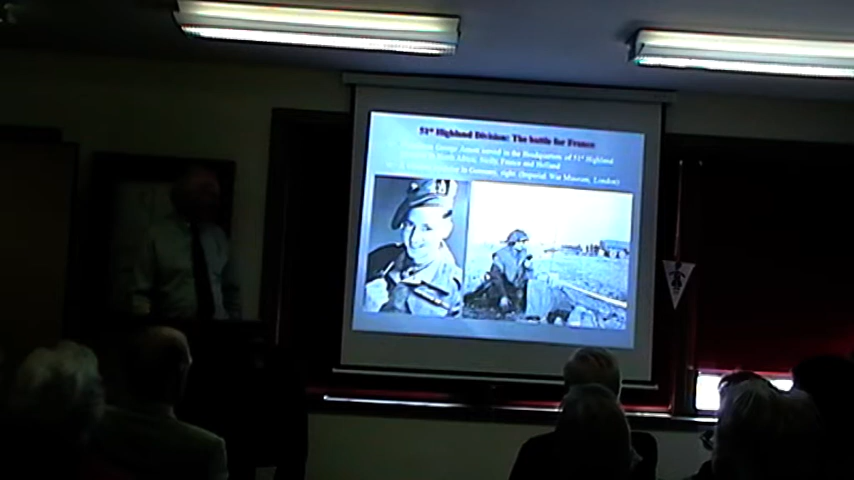 51st Highland Division: The battle for France
George served in the Headquarters of 51st Highland
in North Africa, Sicily, France and Holland
in Germany, right (Imperial War Museum, London)